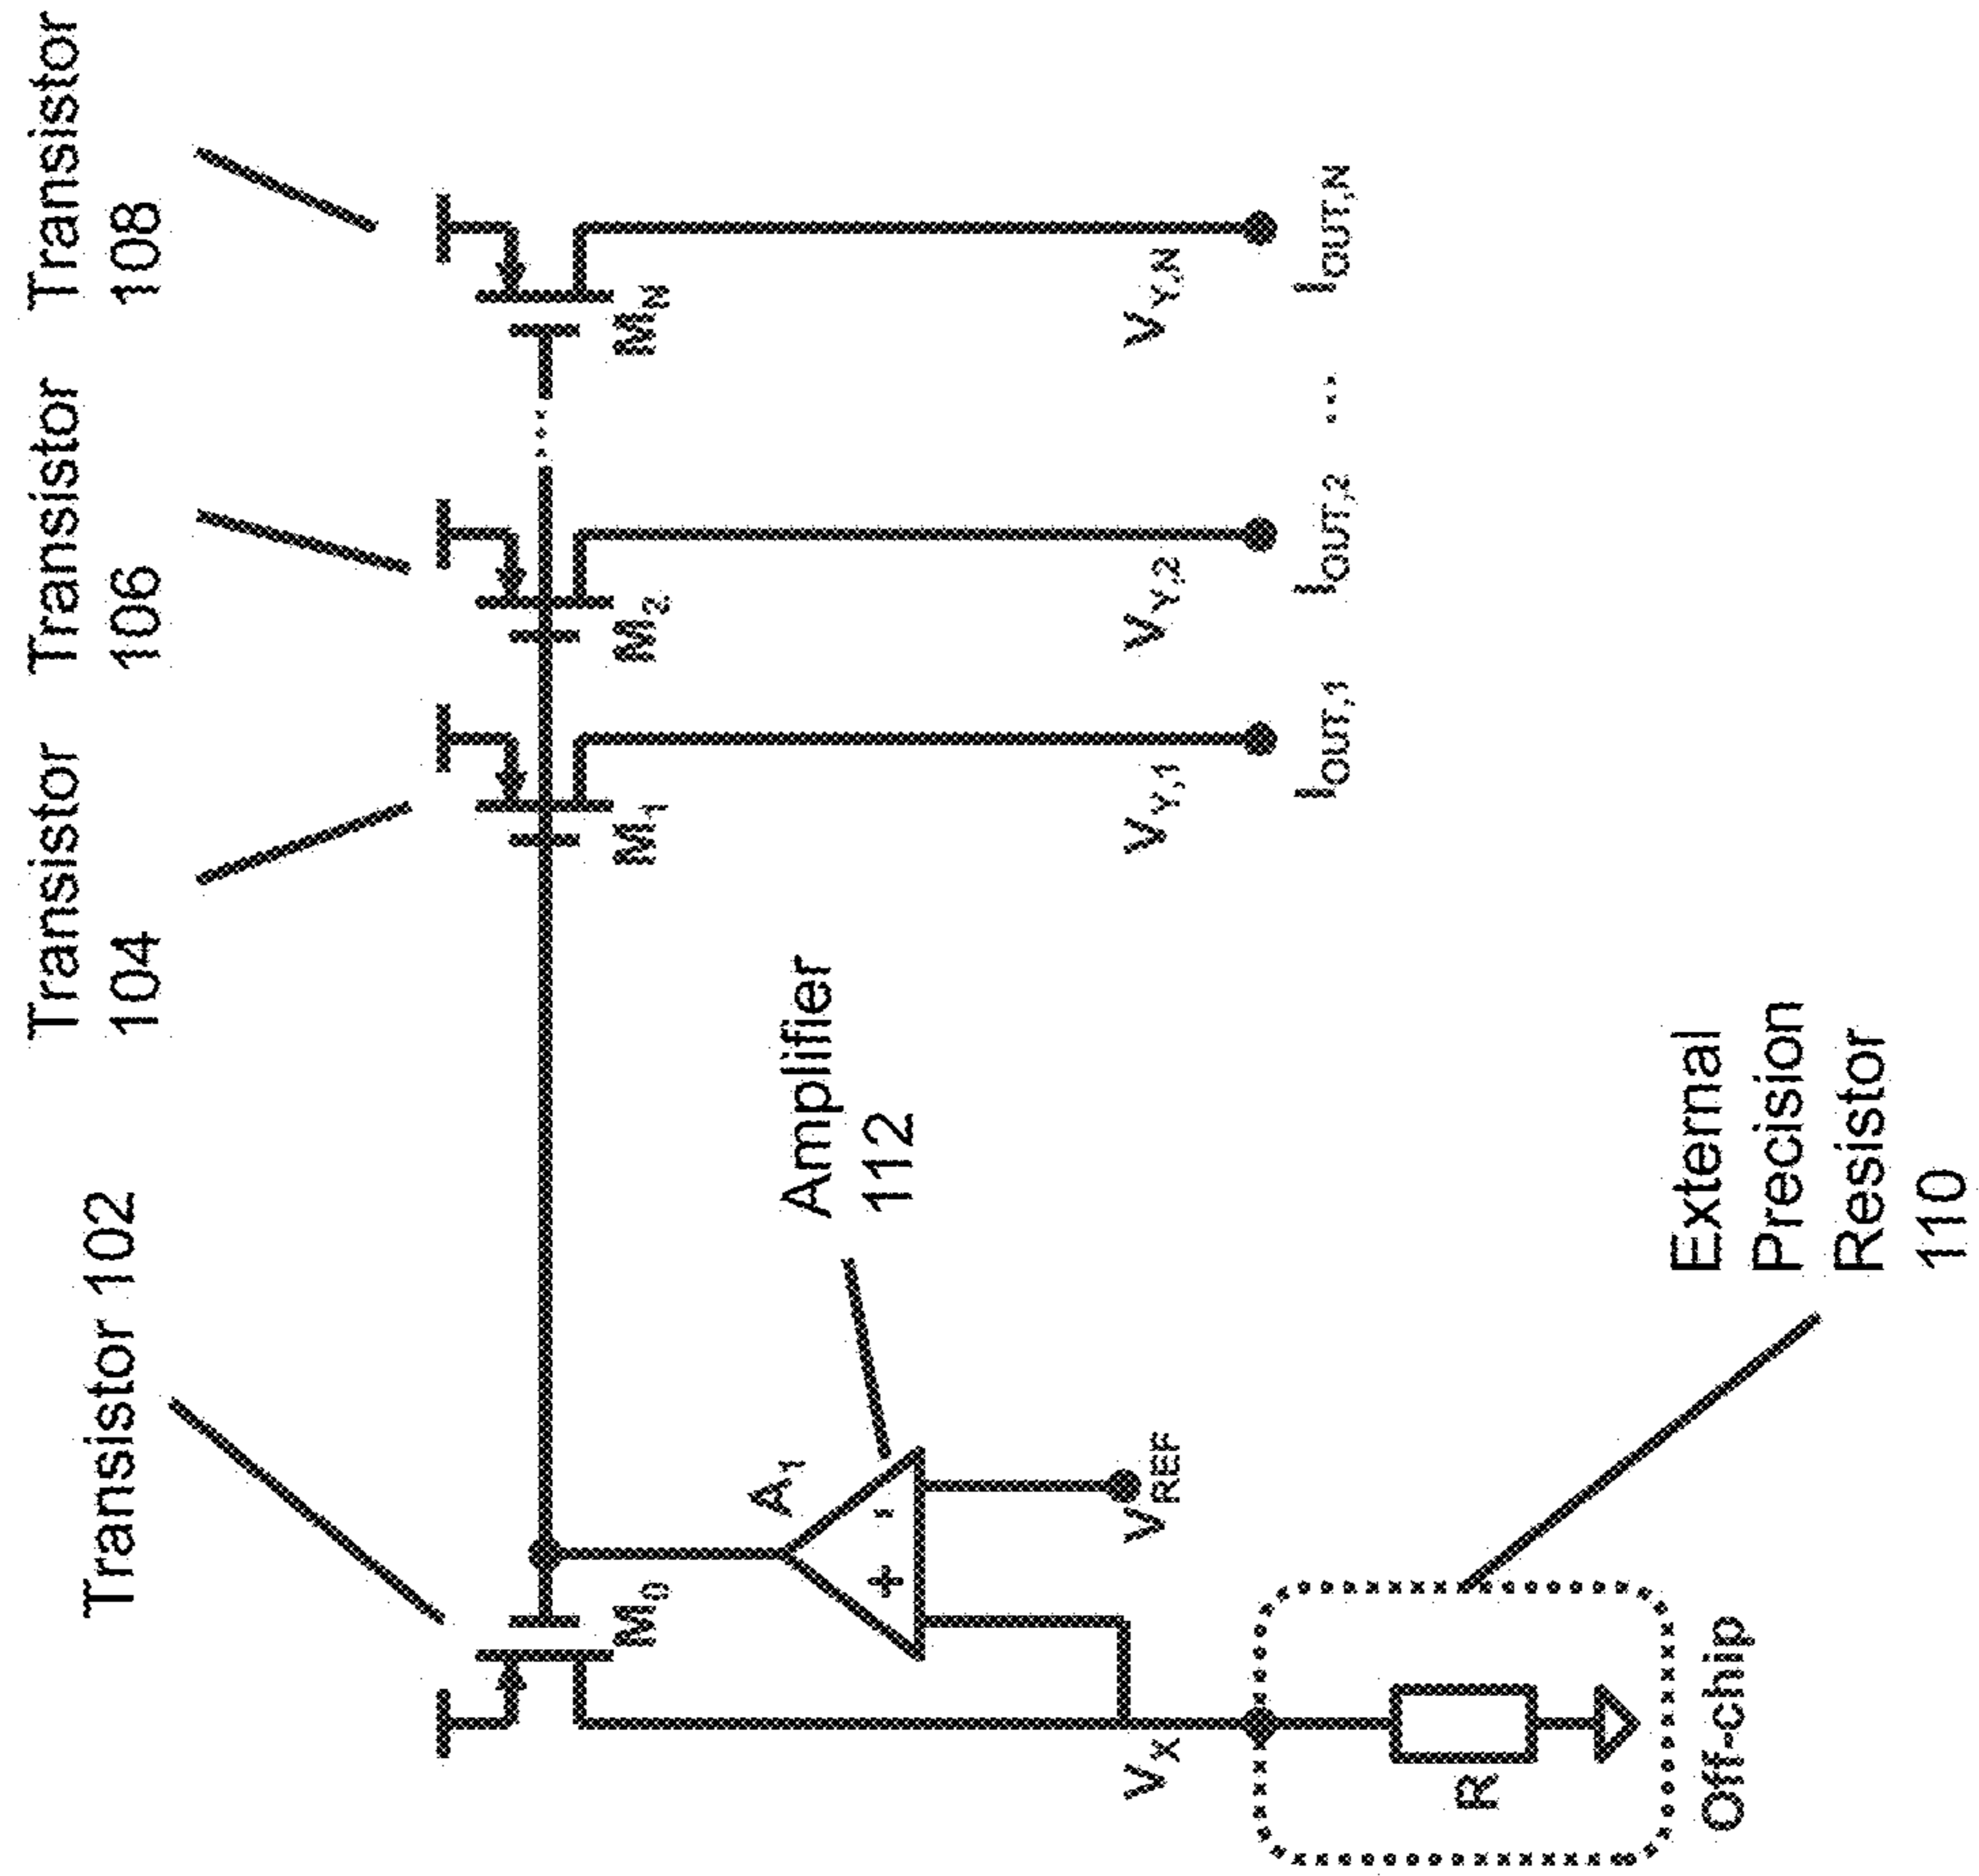 Transistor 102
Transistor
104
Transistor
106
Transistor
108
M0
M1
M2
...
MN
A1
+
-
Amplifier
112
VX
VREF
VY,1
VY,2
VY,N
IOUT,1
IOUT,2
...
IOUT,N
R
Off-chip
External
Precision
Resistor
110